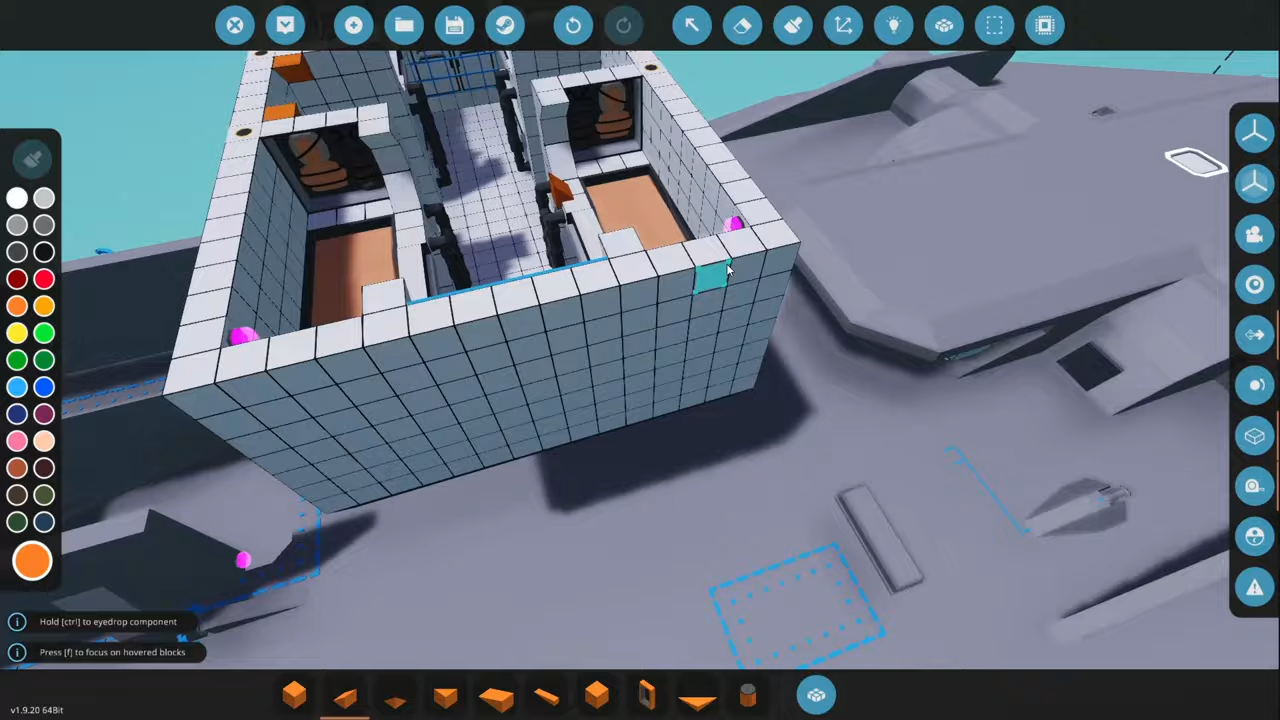 Hold [ctrl] to eyedrop component
Press [f] to focus on hovered blocks
v1.9.20 64Bit